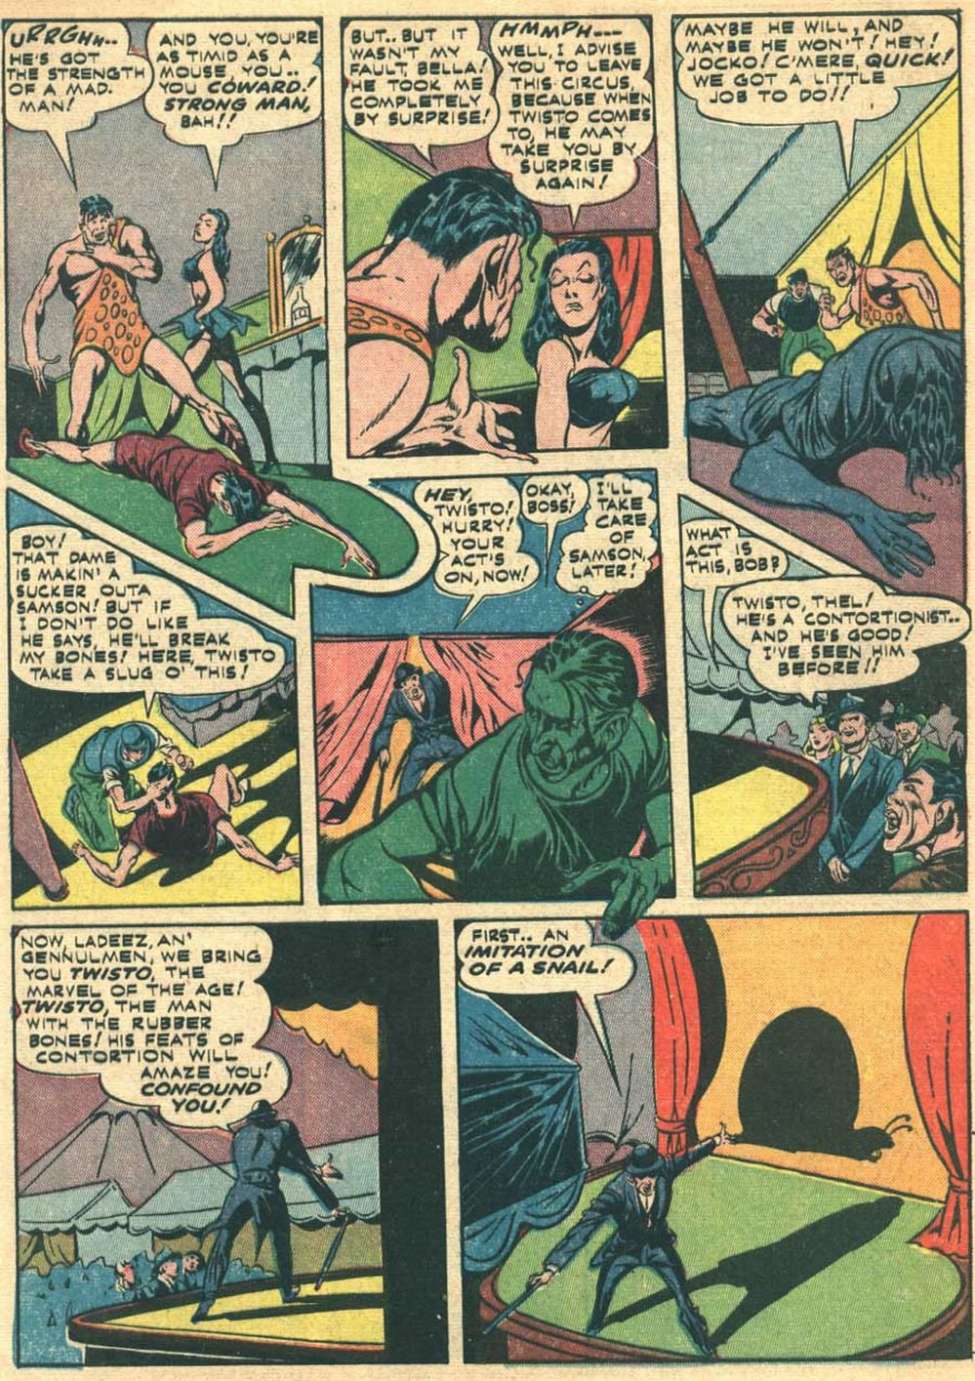 URRGHH..
HE'S GOT
THE STRENGTH
OF A MAD.
MAN!
AND YOU, YOU'RE
AS TIMID AS A
MOUSE, YOU..
YOU COWARD!
STRONG MAN,
BAH!!
BUT.. BUT IT
WASN'T MY
FAULT, BELLA!
HE TOOK ME
COMPLETELY
BY SURPRISE!
HMMPH---
WELL, I ADVISE
YOU TO LEAVE
THIS CIRCUS,
BECAUSE WHEN
TWISTO COMES
TO, HE MAY
TAKE YOU BY
SURPRISE
AGAIN!
MAYBE HE WILL, AND
MAYBE HE WON'T! HEY!
JOCKO! C'MERE, QUICK!
WE GOT A LITTLE
JOB TO DO!!
BOY!
THAT DAME
IS MAKIN' A
SUCKER OUTA
SAMSON! BUT IF
I DON'T DO LIKE
HE SAYS, HE'LL BREAK
MY BONES! HERE, TWISTO
TAKE A SLUG O' THIS!
HEY,
TWISTO!
HURRY!
YOUR
ACT'S
ON, NOW!
OKAY,
BOSS!
I'LL
TAKE
CARE
OF
SAMSON,
LATER!
WHAT
ACT IS
THIS, BOB?
TWISTO, THEL!
HE'S A CONTORTIONIST..
AND HE'S GOOD!
I'VE SEEN HIM
BEFORE!!
NOW, LADEEZ, AN'
GENNULMEN, WE BRING
YOU TWISTO, THE
MARVEL OF THE AGE!
TWISTO, THE MAN
WITH THE RUBBER
BONES! HIS FEATS OF
CONTORTION WILL
AMAZE YOU!
CONFOUND
YOU!
FIRST.. AN
IMITATION
OF A SNAIL!